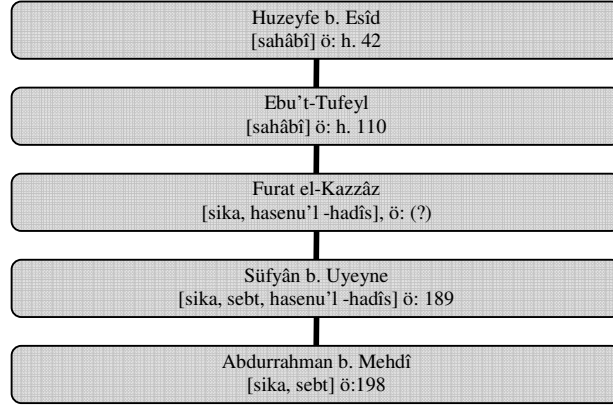 Huzeyfe b. Esîd
[sahâbî] ö: h. 42
Ebu’t-Tufeyl
[sahâbî] ö: h. 110
Furat el-Kazzâz
[sika, hasenu’l -hadîs], ö: (?)
Süfyân b. Uyeyne
[sika, sebt, hasenu’l -hadîs] ö: 189
Abdurrahman b. Mehdî
[sika, sebt] ö:198